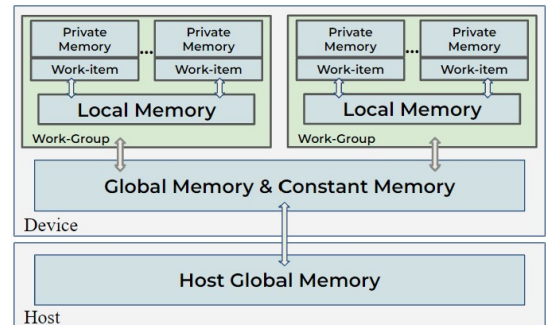 Private Memory
...
Private Memory
Work-item
Work-item
Local Memory
Work-Group
Private Memory
...
Private Memory
Work-item
Work-item
Local Memory
Work-Group
Global Memory & Constant Memory
Device
Host Global Memory
Host